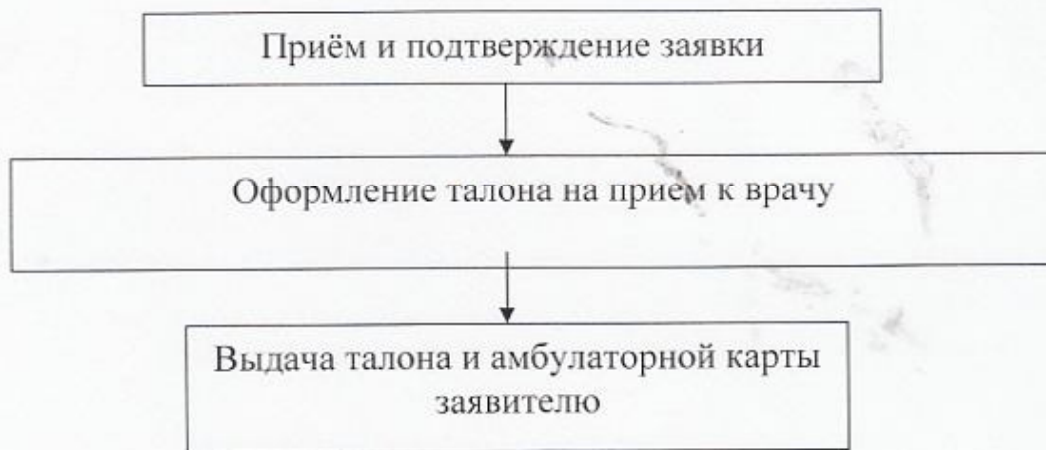 Приём и подтверждение заявки
Оформление талона на прием к врачу
Выдача талона и амбулаторной карты
заявителю